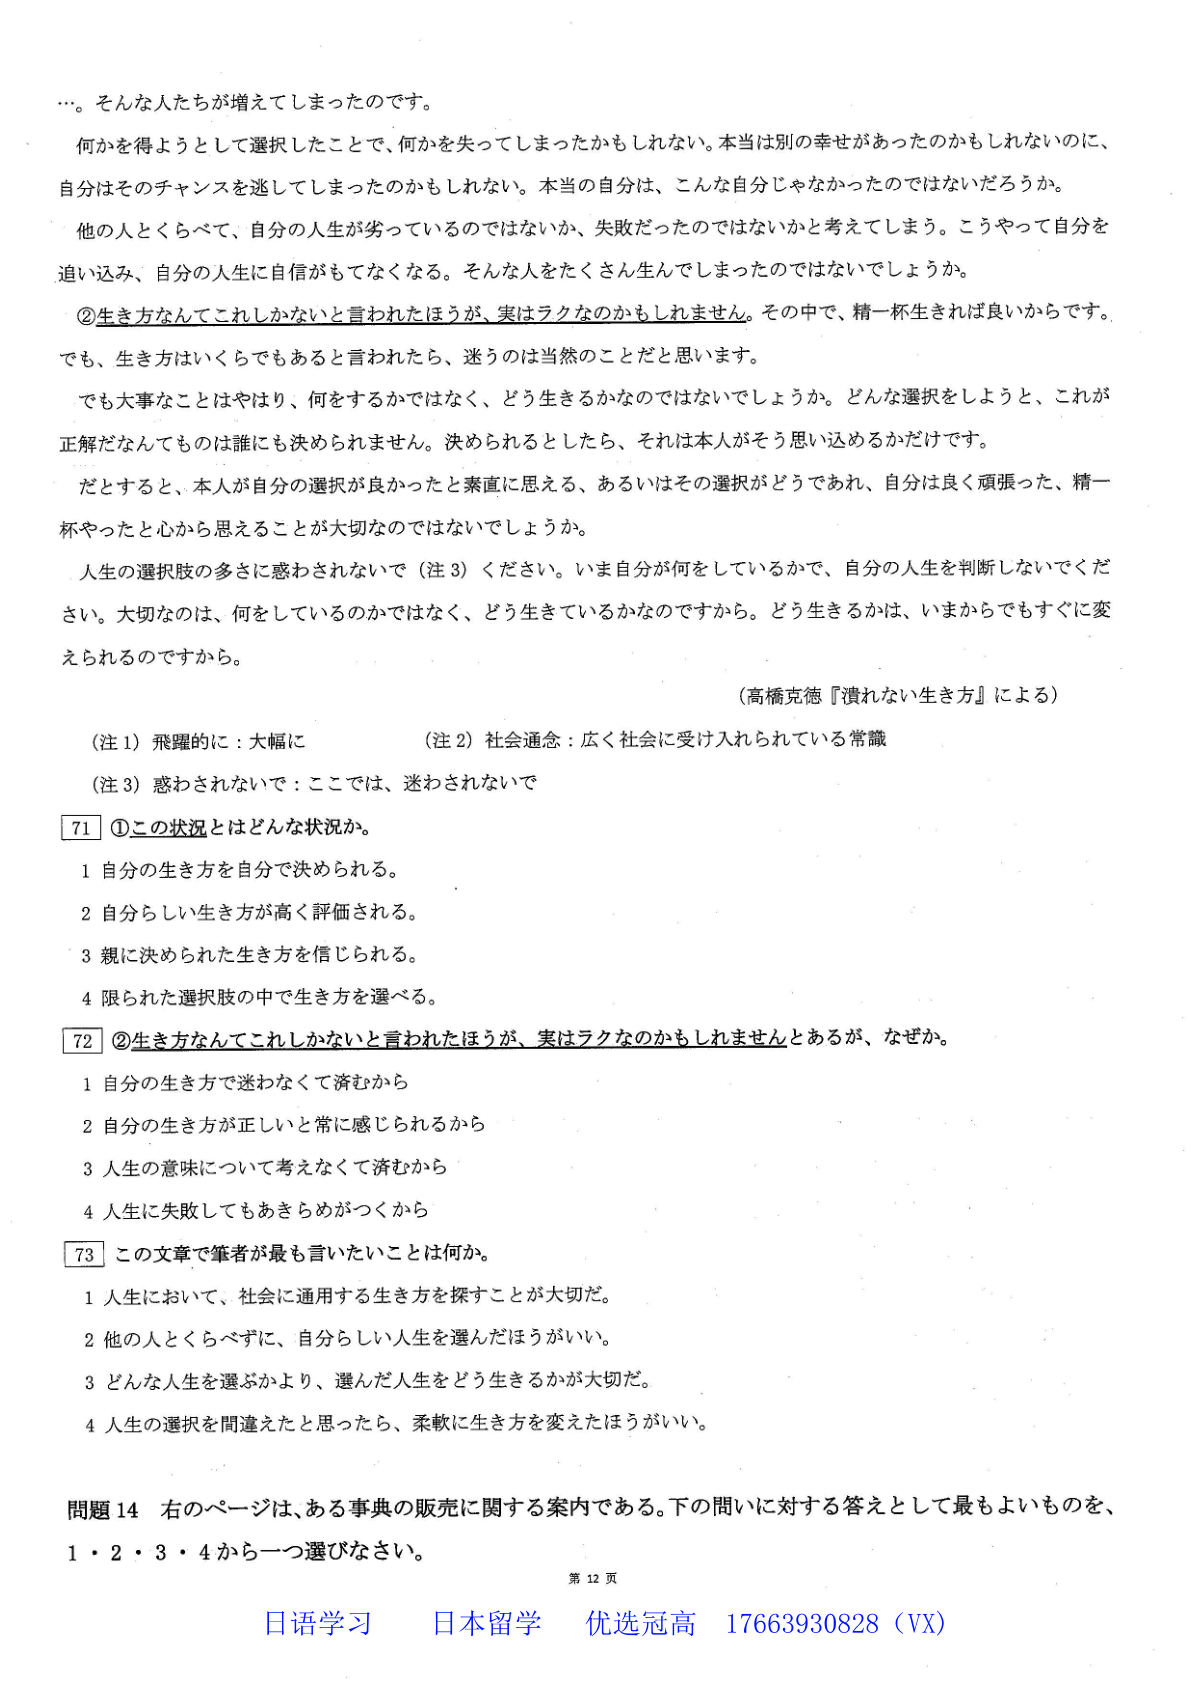 …。そんな人たちが増えてしまったのです。
何かを得ようとして選択したことで、何かを失ってしまったかもしれない。本当は別の幸せがあったのかもしれないのに、
自分はそのチャンスを逃してしまったのかもしれない。本当の自分は、こんな自分じゃなかったのではないだろうか。
他の人とくらべて、自分の人生が劣っているのではないか、失敗だったのではないかと考えてしまう。こうやって自分を
追い込み、自分の人生に自信がもてなくなる。そんな人をたくさん生んでしまったのではないでしょうか。
②生き方なんてこれしかないと言われたほうが、実はラクなのかもしれません。その中で、精一杯生きれば良いからです。
でも、生き方はいくらでもあると言われたら、迷うのは当然のことだと思います。
でも大事なことはやはり、何をするかではなく、どう生きるかなのではないでしょうか。どんな選択をしようと、これが
正解だなんてものは誰にも決められません。決められるとしたら、それは本人がそう思い込めるかだけです。
だとすると、本人が自分の選択が良かったと素直に思える、あるいはその選択がどうであれ、自分は良く頑張った、精一
杯やったと心から思えることが大切なのではないでしょうか。
人生の選択肢の多さに惑わされないで（注3）ください。いま自分が何をしているかで、自分の人生を判断しないでくだ
さい。大切なのは、何をしているのかではなく、どう生きているかなのですから。どう生きるかは、いまからでもすぐに変
えられるのですから。
（高橋克徳『潰れない生き方』による）
（注1）飛躍的に：大幅に （注2）社会通念：広く社会に受け入れられている常識
（注3）惑わされないで：ここでは、迷わされないで
71 ①この状況とはどんな状況か。
1 自分の生き方を自分で決められる。
2 自分らしい生き方が高く評価される。
3 親に決められた生き方を信じられる。
4 限られた選択肢の中で生き方を選べる。
72 ②生き方なんてこれしかないと言われたほうが、実はラクなのかもしれませんとあるが、なぜか。
1 自分の生き方で迷わなくて済むから
2 自分の生き方が正しいと常に感じられるから
3 人生の意味について考えなくて済むから
4 人生に失敗してもあきらめがつくから
73 この文章で筆者が最も言いたいことは何か。
1 人生において、社会に通用する生き方を探すことが大切だ。
2 他の人とくらべずに、自分らしい人生を選んだほうがいい。
3 どんな人生を選ぶかより、選んだ人生をどう生きるかが大切だ。
4 人生の選択を間違えたと思ったら、柔軟に生き方を変えたほうがいい。
問題14 右のページは、ある事典の販売に関する案内である。下の問いに対する答えとして最もよいものを、
1・2・3・4から一つ選びなさい。
第 12 页
日语学习 日本留学 优选冠高 17663930828（VX）